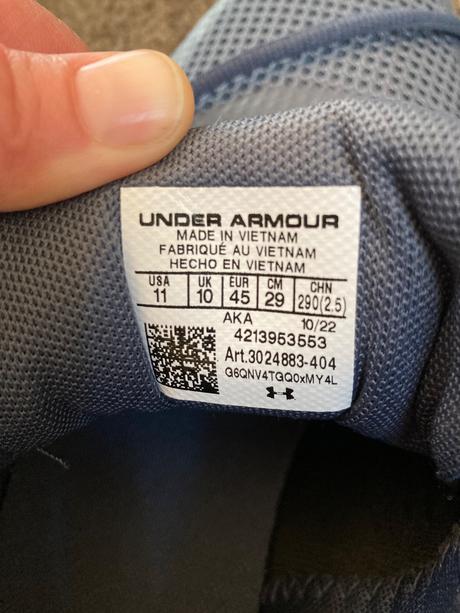 UNDER ARMOUR
MADE IN VIETNAM
FABRIQUÉ AU VIETNAM
HECHO EN VIETNAM
USA UK EUR CM CHN
11 10 45 29 290(2.5)
AKA 10/22
4213953553
Art.3024883-404
G6QNV4TGQ0xMY4L